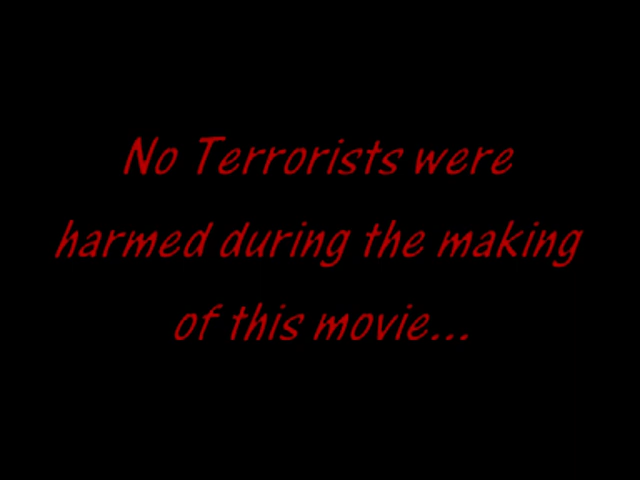 No Terrorists were
harmed during the making
of this movie...